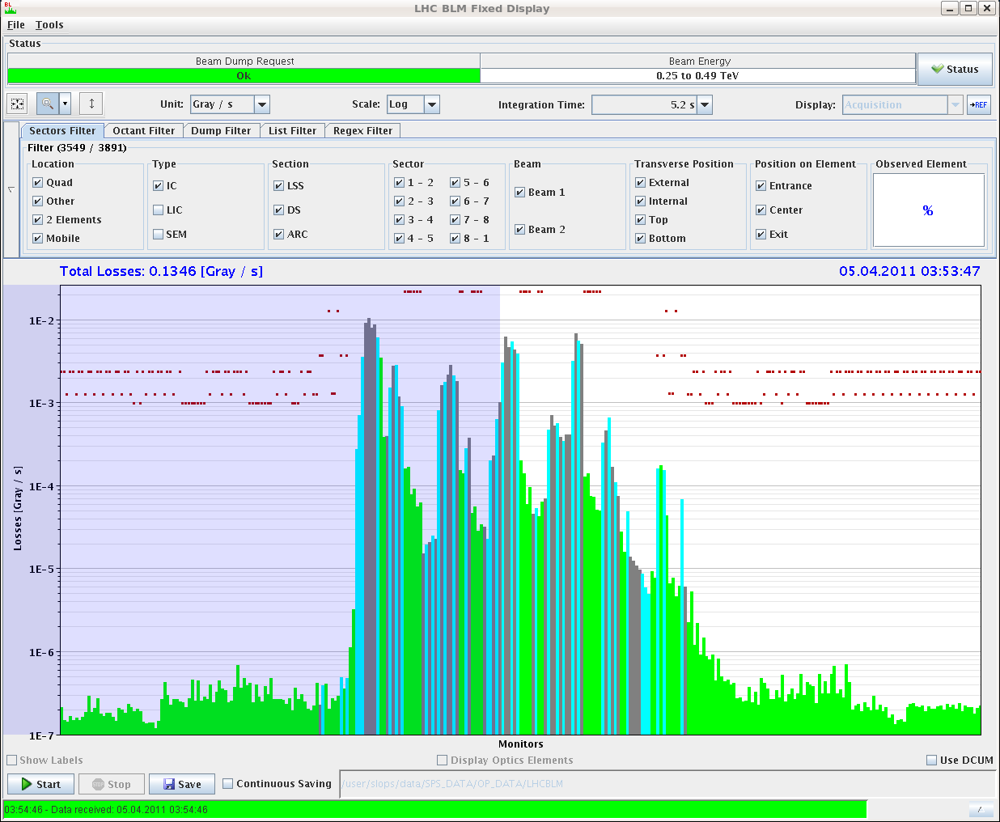 BL
LHC BLM Fixed Display
File Tools
Status
Beam Dump Request Beam Energy
Ok 0.25 to 0.49 TeV
Status
Unit: Gray / s Scale: Log Integration Time: 5.2 s Display: Acquisition REF
Sectors Filter Octant Filter Dump Filter List Filter Regex Filter
Filter (3549 / 3891)
Location Type Section Sector Beam Transverse Position Position on Element Observed Element
Quad
Other
2 Elements
Mobile
IC
LIC
SEM
LSS
DS
ARC
1 - 2 5 - 6
2 - 3 6 - 7
3 - 4 7 - 8
4 - 5 8 - 1
Beam 1
Beam 2
External
Internal
Top
Bottom
Entrance
Center
Exit
%
Total Losses: 0.1346 [Gray / s] 05.04.2011 03:53:47
1E-2
1E-3
1E-4
1E-5
1E-6
1E-7
Losses [Gray / s]
Monitors
Show Labels Display Optics Elements Use DCUM
Start STOP Stop Save Continuous Saving /user/slops/data/SPS_DATA/OP_DATA/LHCBLM
03:54:46 - Data received: 05.04.2011 03:54:46